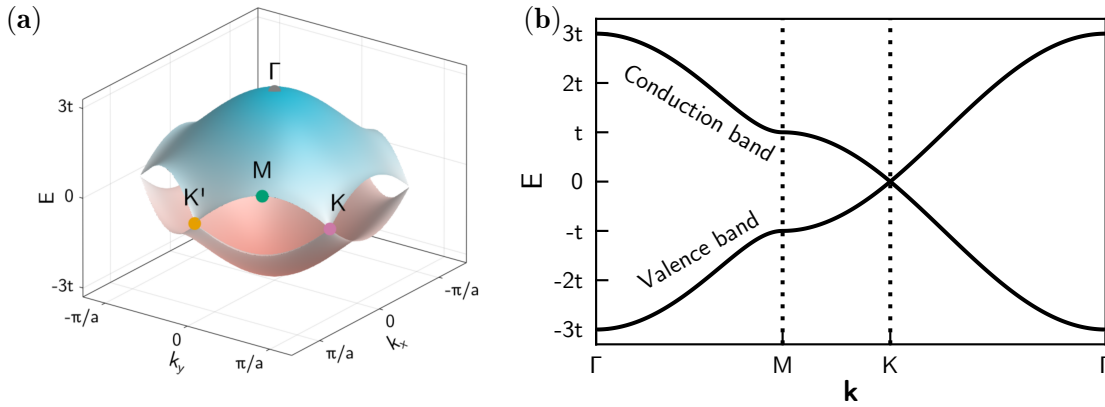 (a)
Γ
M
K'
K
E
3t
0
-3t
-π/a
0
π/a
k_y
π/a
0
-π/a
k_x
(b)
3t
2t
t
0
-t
-2t
-3t
E
Conduction band
Valence band
Γ
M
K
Γ
k